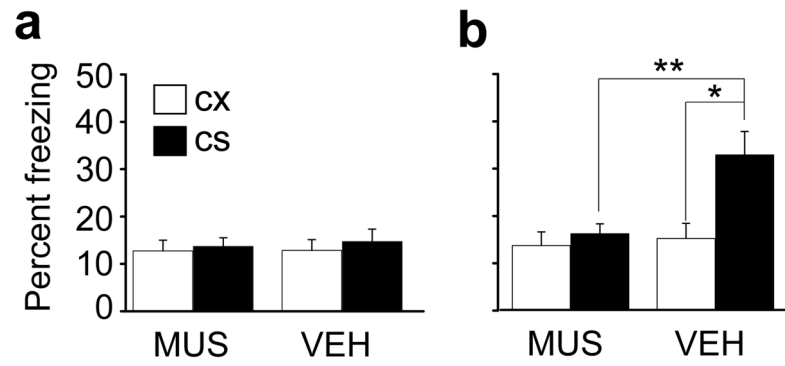 a
b
Percent freezing
50
40
30
20
10
0
cx
cs
**
*
MUS
VEH
MUS
VEH